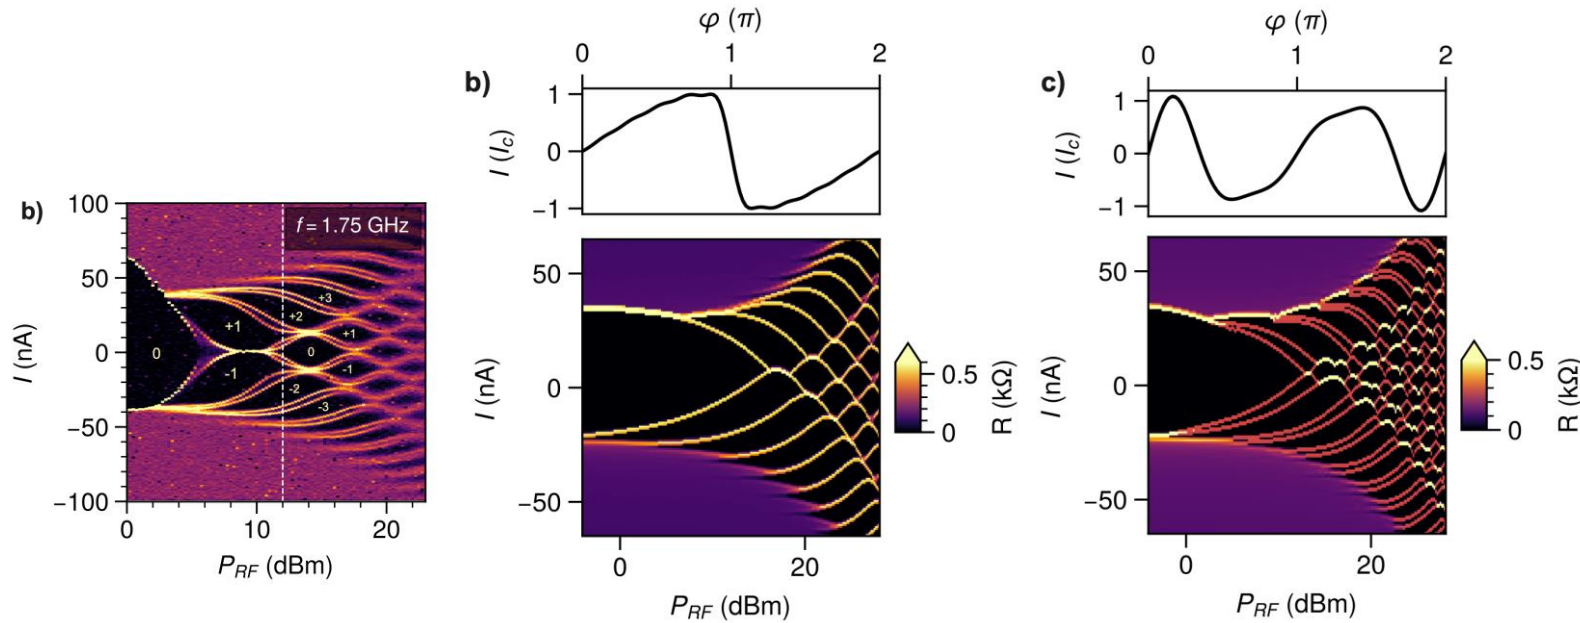 b)
100
50
0
−50
−100
I (nA)
f = 1.75 GHz
0
+1
-1
+2
+3
-2
-3
0
+1
-1
0
10
20
P_RF (dBm)
b)
φ (π)
0
1
2
1
0
−1
I (I_c)
50
0
−50
I (nA)
0
20
P_RF (dBm)
0.5
0
R (kΩ)
c)
φ (π)
0
1
2
1
0
−1
I (I_c)
50
0
−50
I (nA)
0
20
P_RF (dBm)
0.5
0
R (kΩ)